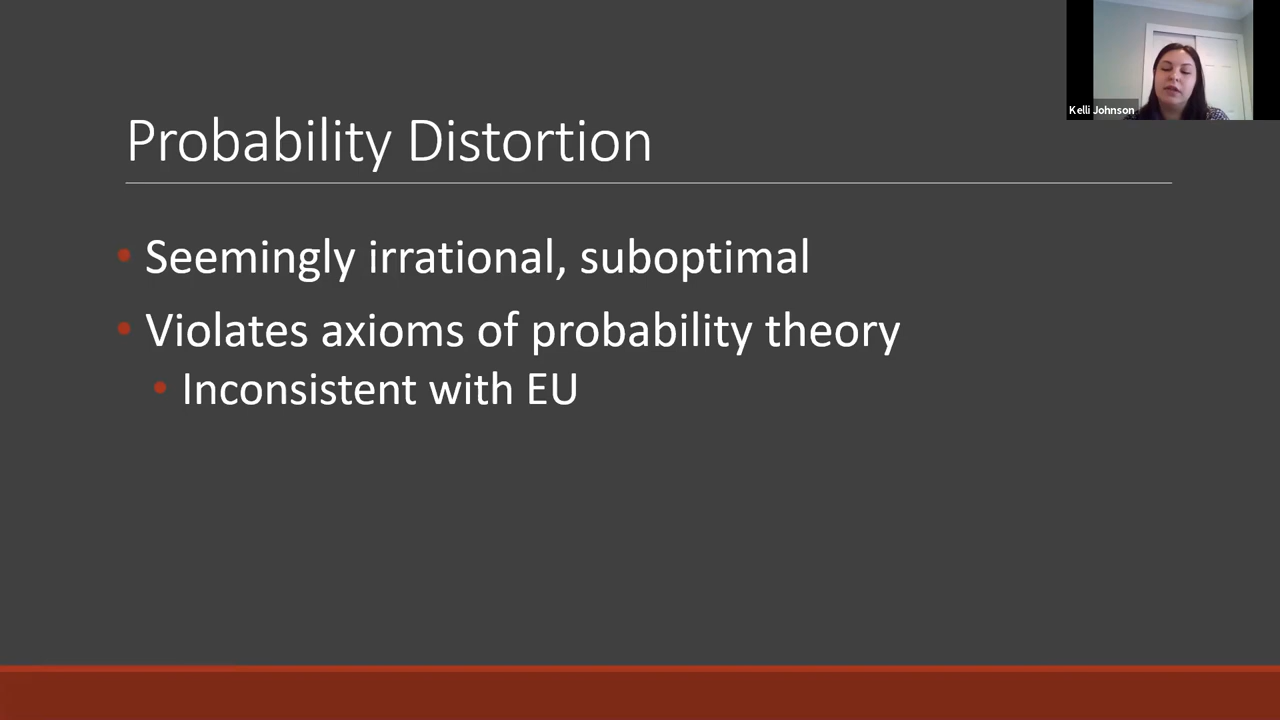 Kelli Johnson
Probability Distortion
• Seemingly irrational, suboptimal
• Violates axioms of probability theory
• Inconsistent with EU